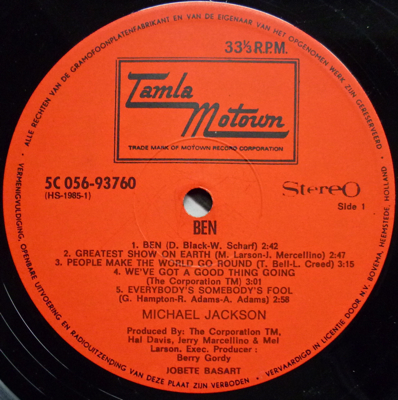 ALLE RECHTEN VAN DE GRAMOFOONPLATENFABRIKANT EN VAN DE EIGENAAR VAN HET OPGENOMEN WERK ZIJN GERESERVEERD.
33⅓ R.P.M.
Tamla
Motown
TRADE MARK OF MOTOWN RECORD CORPORATION
5C 056-93760
(HS-1985-1)
Stereo
Side 1
BEN
1. BEN (D. Black-W. Scharf) 2:42
2. GREATEST SHOW ON EARTH (M. Larson-J. Mercellino) 2:47
3. PEOPLE MAKE THE WORLD GO ROUND (T. Bell-L. Creed) 3:15
4. WE'VE GOT A GOOD THING GOING
(The Corporation TM) 3:01
5. EVERYBODY'S SOMEBODY'S FOOL
(G. Hampton-R. Adams-A. Adams) 2:58
MICHAEL JACKSON
Produced By: The Corporation TM,
Hal Davis, Jerry Marcellino & Mel
Larson. Exec. Producer :
Berry Gordy
JOBETE BASART
VERMENIGVULDIGING, OPENBARE UITVOERING EN RADIOUITZENDING VAN DEZE PLAAT ZIJN VERBODEN
VERVAARDIGD IN LICENTIE DOOR N.V. BOVEMA, HEEMSTEDE, HOLLAND